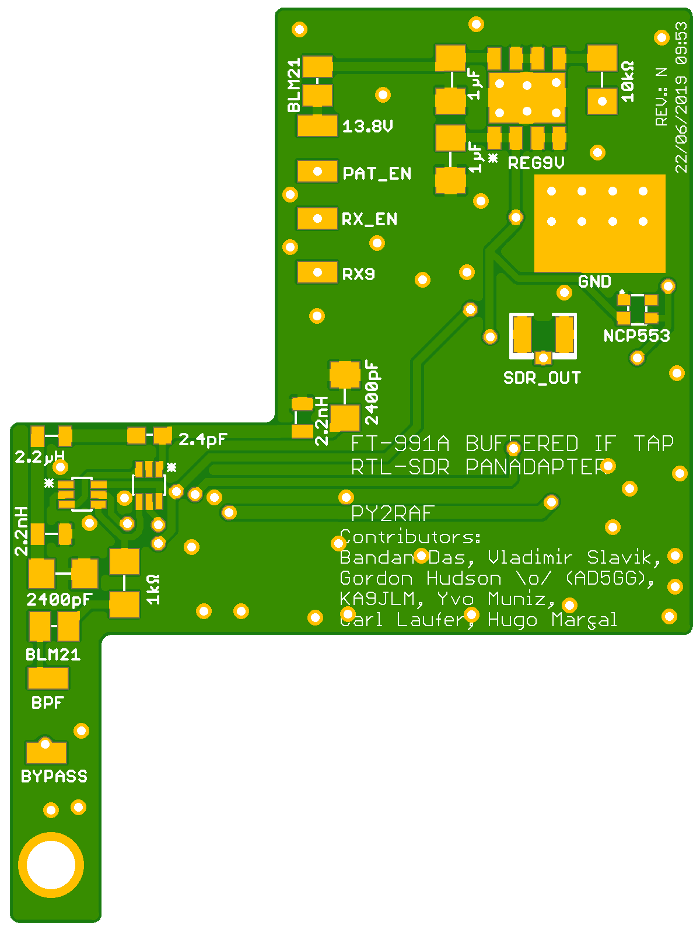 REV.: N
22/06/2019 09:53
BLM21
1µF
10kΩ
13.8V
1µF
REG9V
PAT_EN
RX_EN
RX9
GND
NCP553
SDR_OUT
2400pF
2.2nH
2.4pF
2.2µH
FT-991A BUFFERED IF TAP
RTL-SDR PANADAPTER
PY2RAF
Contributors:
Bandan Das, Vladimir Slavik,
Gordon Hudson \o/ (AD5GG),
KA9JLM, Yvo Muniz,
Carl Laufer, Hugo Marçal
2.2nH
2400pF
1kΩ
BLM21
BPF
BYPASS